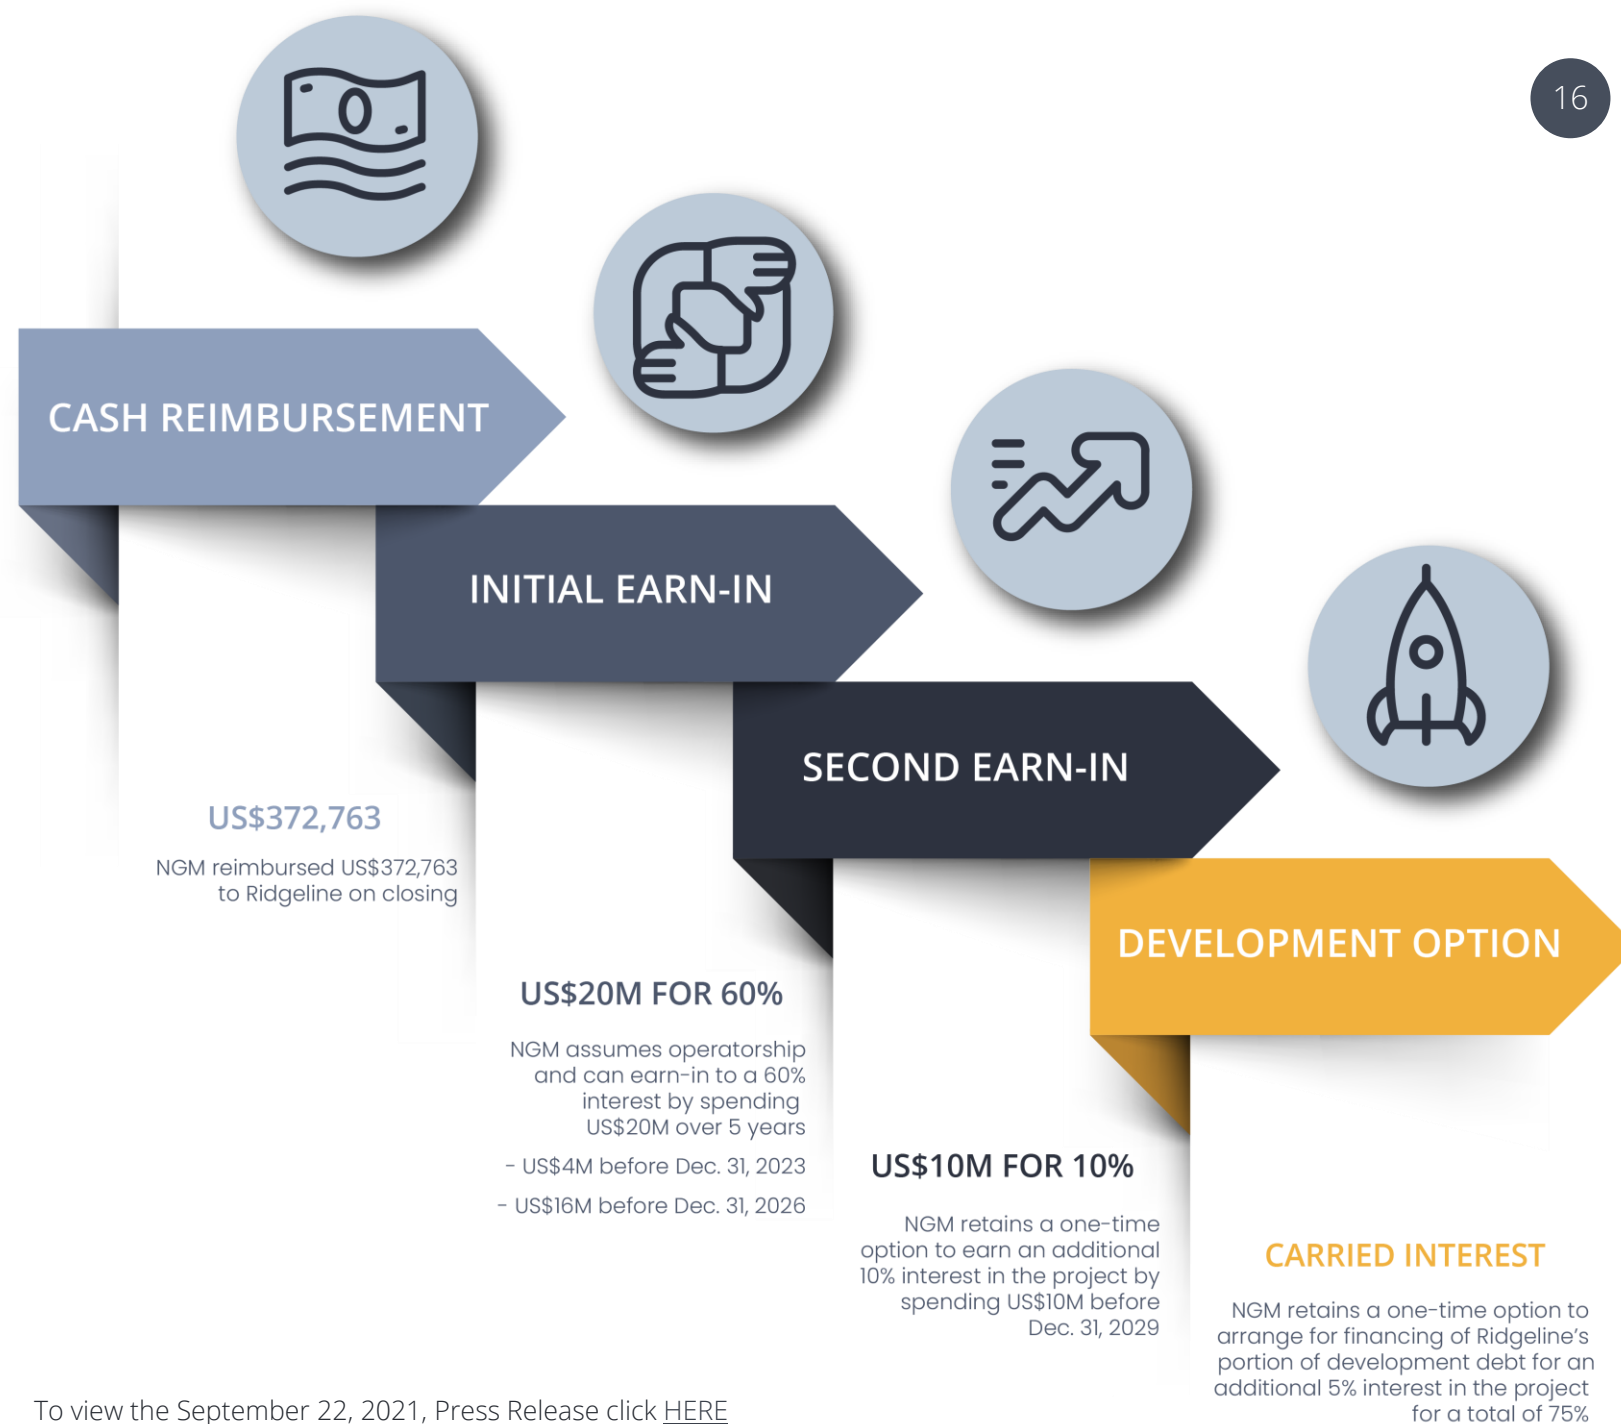 16
CASH REIMBURSEMENT
US$372,763
NGM reimbursed US$372,763
to Ridgeline on closing
INITIAL EARN-IN
US$20M FOR 60%
NGM assumes operatorship
and can earn-in to a 60%
interest by spending
US$20M over 5 years
- US$4M before Dec. 31, 2023
- US$16M before Dec. 31, 2026
SECOND EARN-IN
US$10M FOR 10%
NGM retains a one-time
option to earn an additional
10% interest in the project by
spending US$10M before
Dec. 31, 2029
DEVELOPMENT OPTION
CARRIED INTEREST
NGM retains a one-time option to
arrange for financing of Ridgeline's
portion of development debt for an
additional 5% interest in the project
for a total of 75%
To view the September 22, 2021, Press Release click HERE